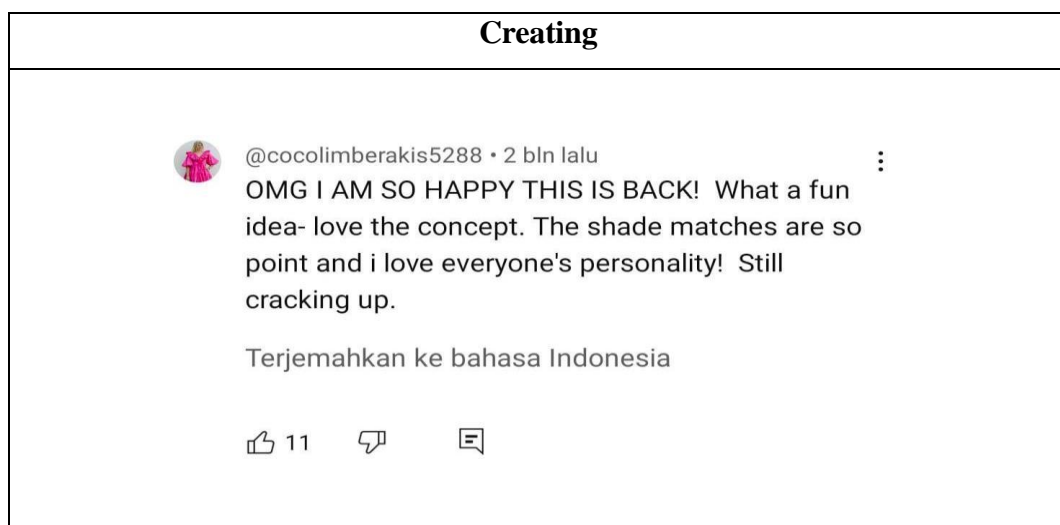 Creating
@cocolimberakis5288 • 2 bln lalu
OMG I AM SO HAPPY THIS IS BACK!  What a fun
idea- love the concept. The shade matches are so
point and i love everyone's personality!  Still
cracking up.
Terjemahkan ke bahasa Indonesia
11